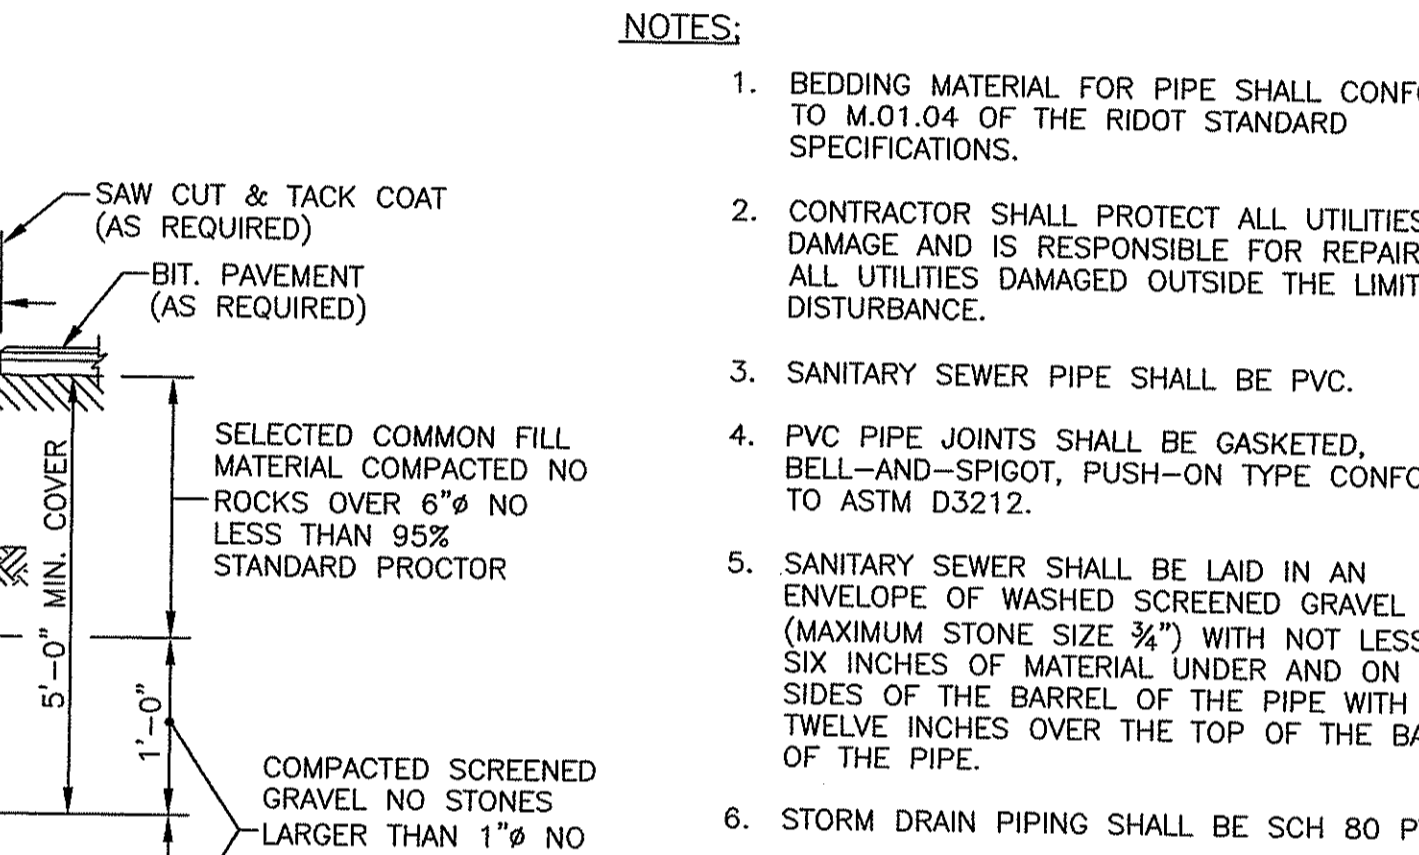 NOTES;
1. BEDDING MATERIAL FOR PIPE SHALL
TO M.01.04 OF THE RIDOT STANDARD
SPECIFICATIONS.
2. CONTRACTOR SHALL PROTECT ALL UTILITIES
DAMAGE AND IS RESPONSIBLE FOR REPAIR
ALL UTILITIES DAMAGED OUTSIDE THE LIMIT
DISTURBANCE.
3. SANITARY SEWER PIPE SHALL BE PVC.
4. PVC PIPE JOINTS SHALL BE GASKETED,
BELL-AND-SPIGOT, PUSH-ON TYPE
TO ASTM D3212.
5. SANITARY SEWER SHALL BE LAID IN AN
ENVELOPE OF WASHED SCREENED GRAVEL
(MAXIMUM STONE SIZE ¾") WITH NOT LESS
SIX INCHES OF MATERIAL UNDER AND ON
SIDES OF THE BARREL OF THE PIPE WITH
TWELVE INCHES OVER THE TOP OF THE
OF THE PIPE.
6. STORM DRAIN PIPING SHALL BE SCH 80
SAW CUT & TACK COAT
(AS REQUIRED)
BIT. PAVEMENT
(AS REQUIRED)
SELECTED COMMON FILL
MATERIAL COMPACTED NO
ROCKS OVER 6"ø NO
LESS THAN 95%
STANDARD PROCTOR
5'-0" MIN. COVER
1'-0"
COMPACTED SCREENED
GRAVEL NO STONES
LARGER THAN 1"ø NO